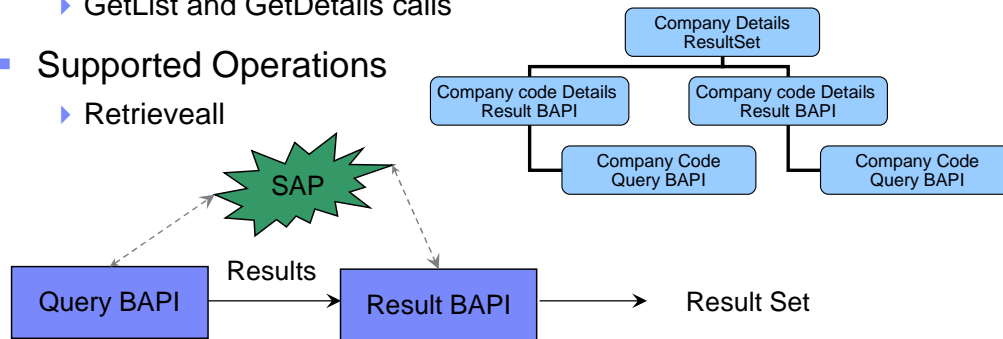 GetList and GetDetails calls
Supported Operations
Retrieveall
Company Details
ResultSet
Company code Details
Result BAPI
Company code Details
Result BAPI
Company Code
Query BAPI
Company Code
Query BAPI
SAP
Query BAPI
Results
Result BAPI
Result Set